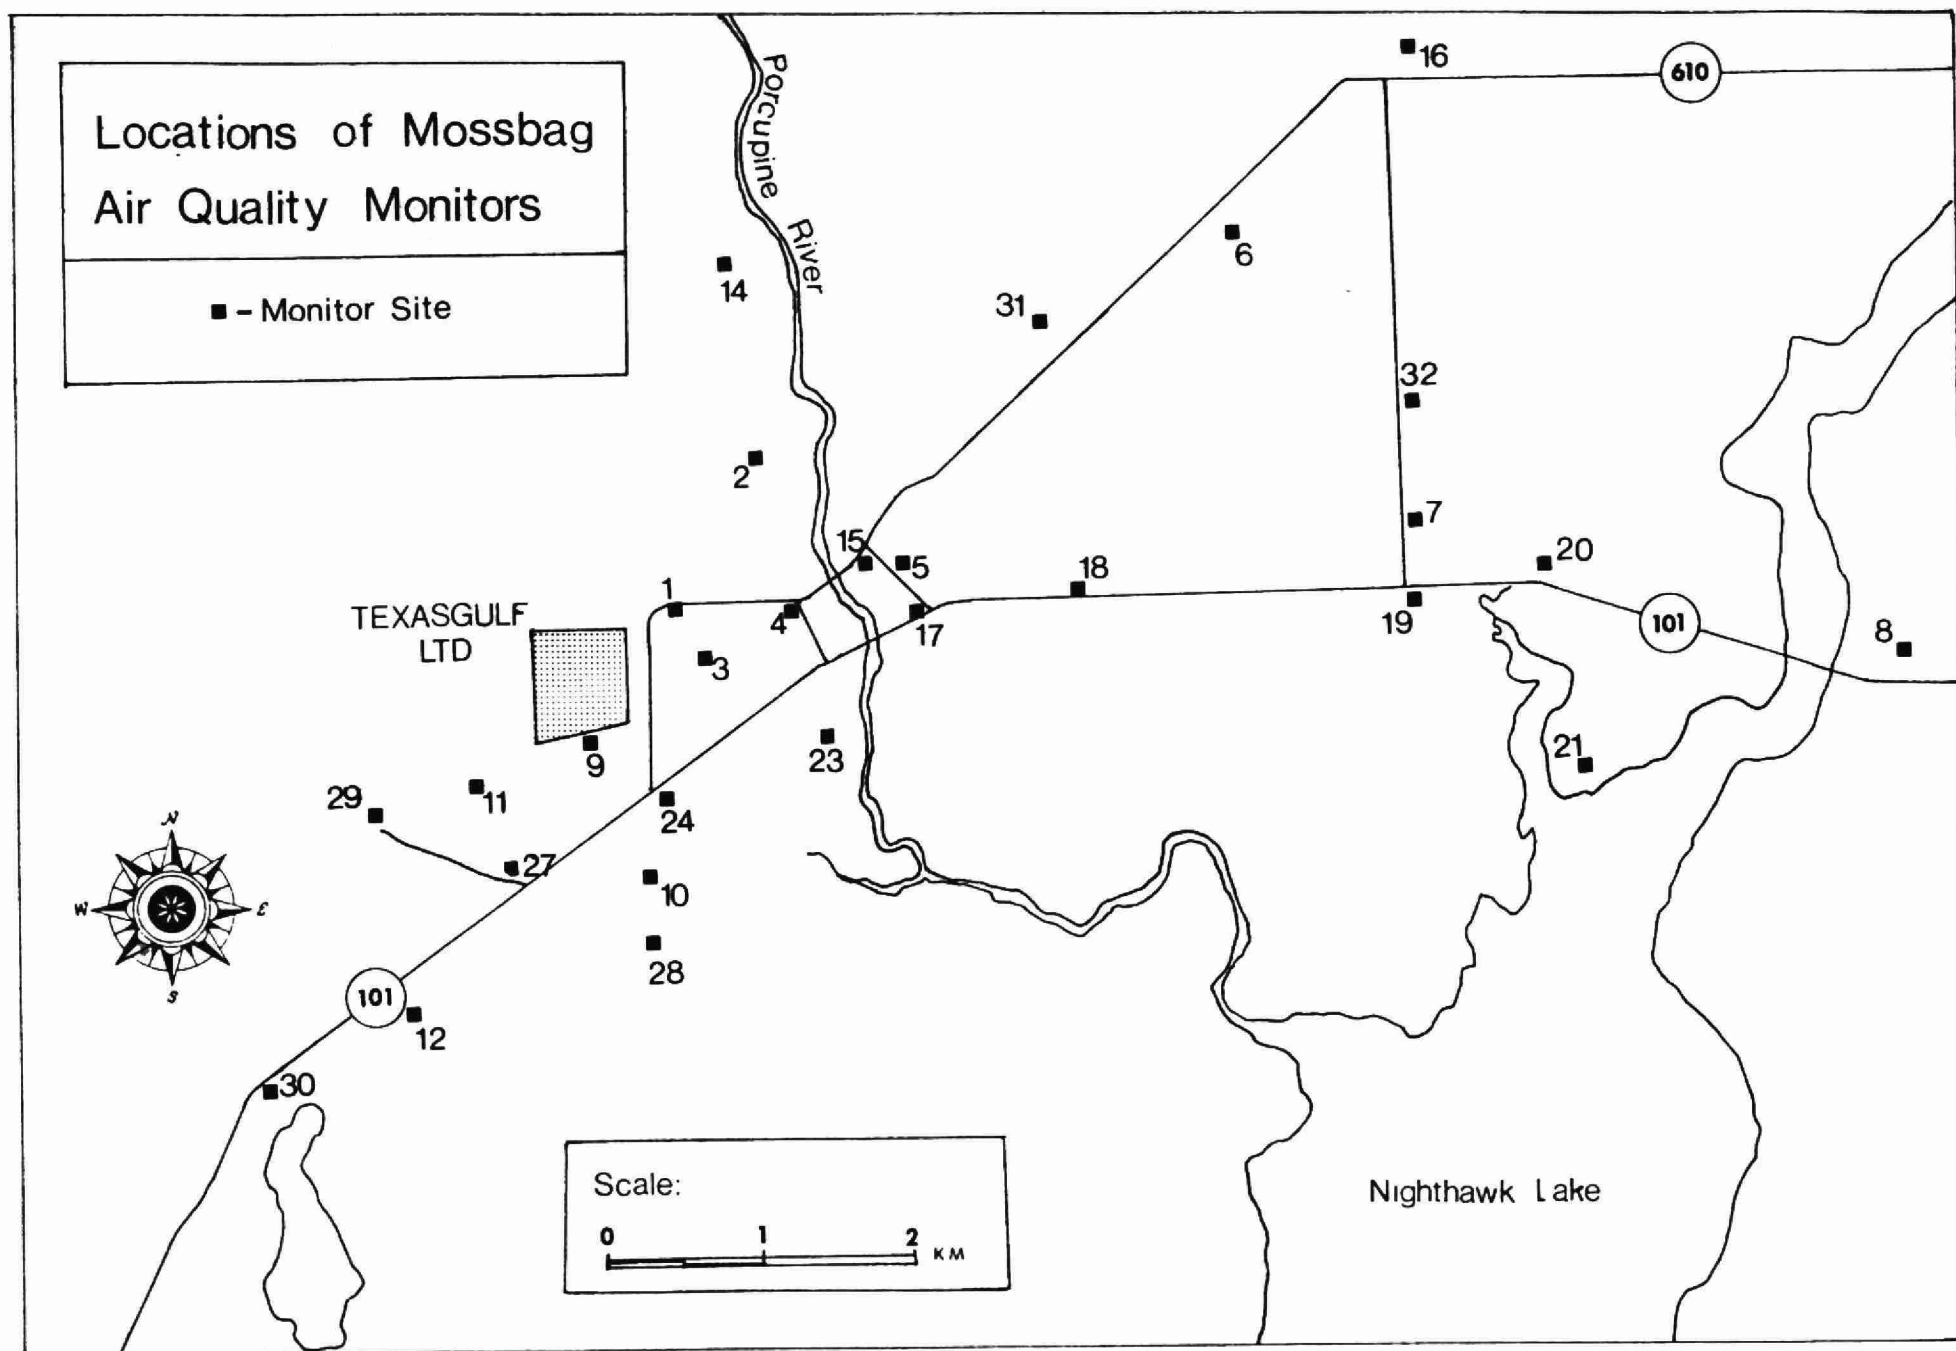 Locations of Mossbag
Air Quality Monitors
■ - Monitor Site
Porcupine
River
16
610
6
14
31
32
2
7
15
5
20
18
1
TEXASGULF
LTD
4
17
19
101
8
3
9
23
21
11
29
24
27
10
28
N
W
E
S
101
12
30
Scale:
0 1 2 KM
Nighthawk Lake